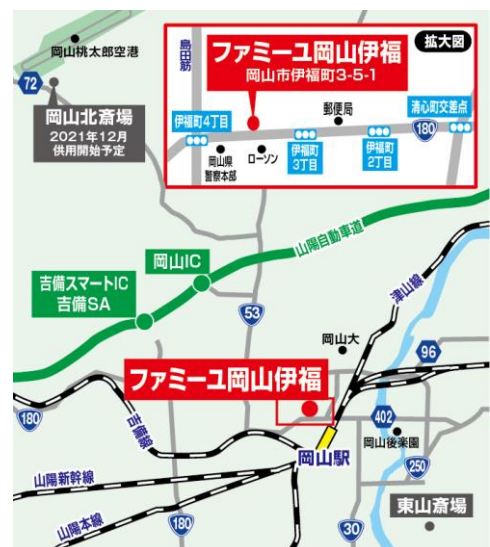 岡山桃太郎空港
72
岡山北斎場
2021年12月
供用開始予定
拡大図
島田筋
ファミーユ岡山伊福
岡山市伊福町3-5-1
伊福町4丁目
郵便局
清心町交差点
180
岡山県
警察本部
ローソン
伊福町
3丁目
伊福町
2丁目
山陽自動車道
岡山IC
吉備スマートIC
吉備SA
53
津山線
岡山大
96
ファミーユ岡山伊福
180
吉備線
402
岡山後楽園
岡山駅
250
山陽新幹線
東山斎場
山陽本線
180
30